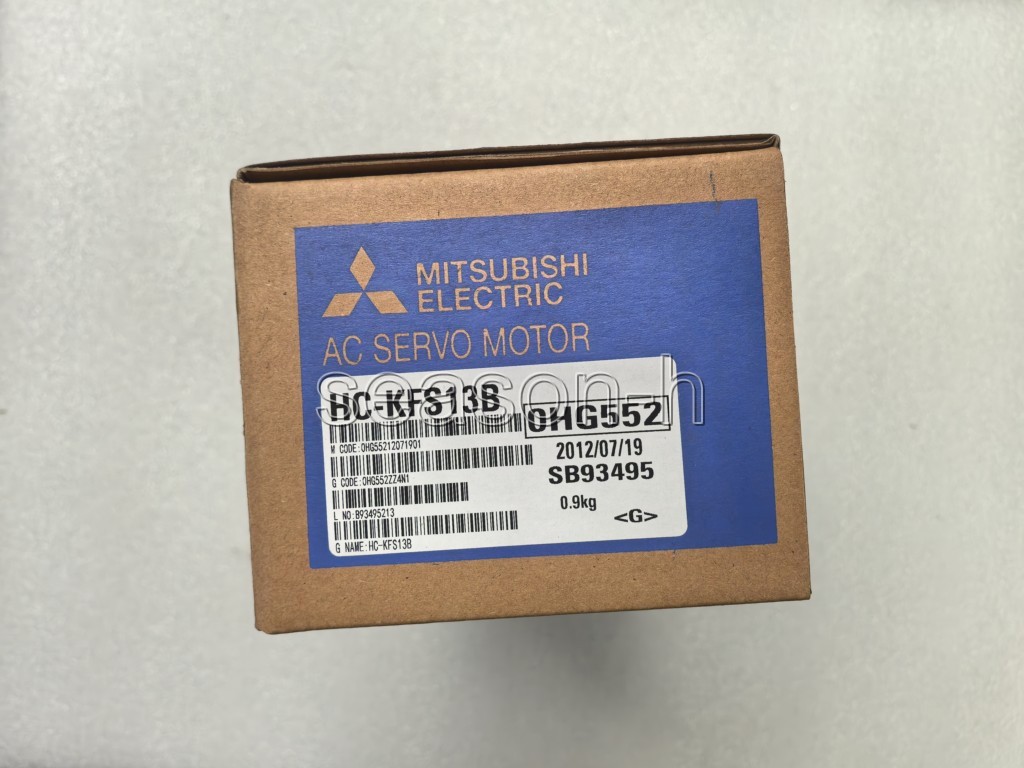 MITSUBISHI
ELECTRIC
AC SERVO MOTOR
season_h
HC-KFS13B
0HG552
M CODE:0HG55212071901
2012/07/19
G CODE:0HG552ZZ4N1
SB93495
0.9kg
L NO:B93495213
<G>
G NAME:HC-KFS13B